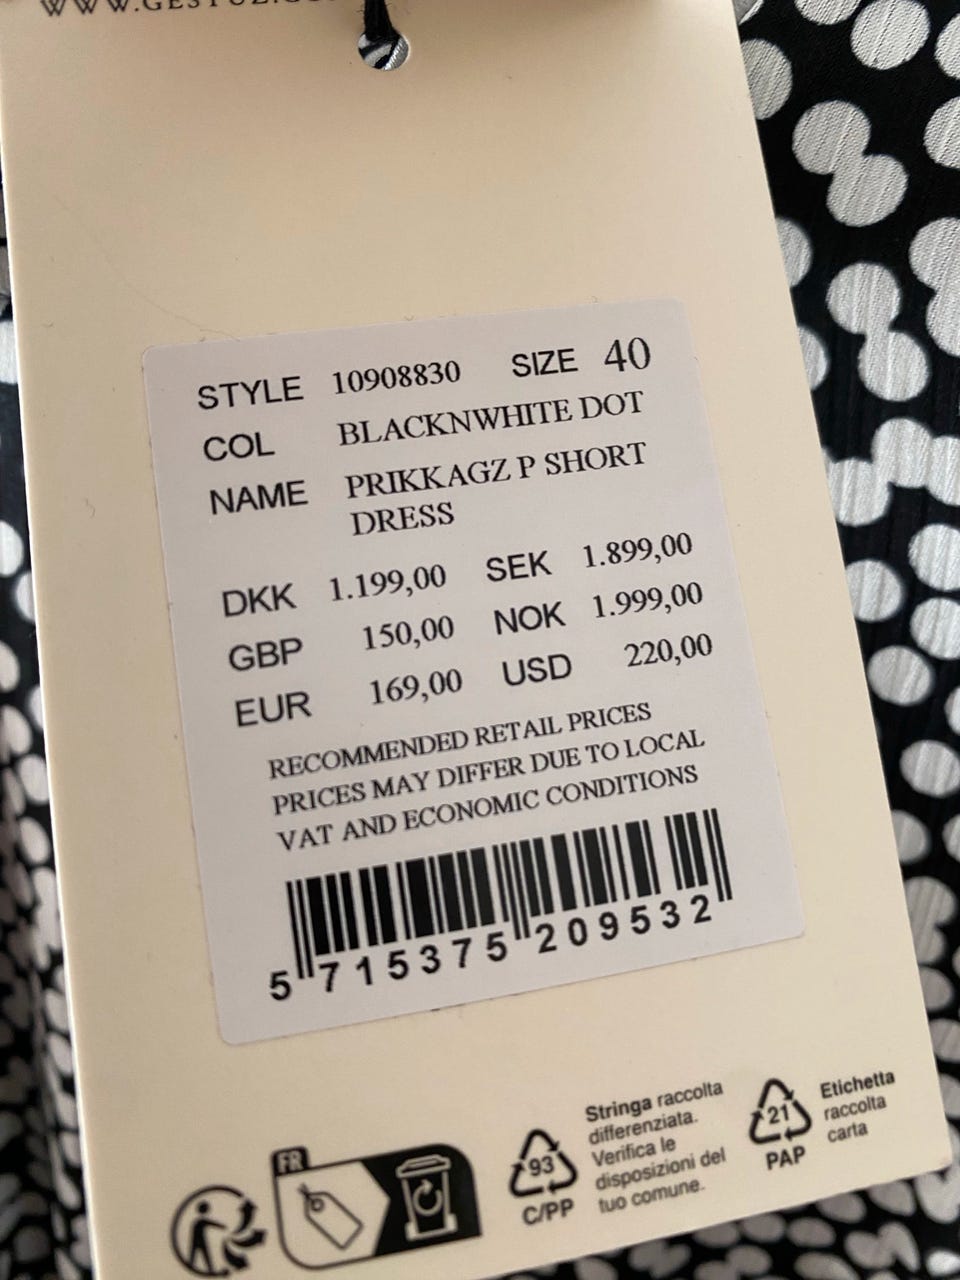 STYLE 10908830 SIZE 40
COL BLACKNWHITE DOT
NAME PRIKKAGZ P SHORT
DRESS
DKK 1.199,00 SEK 1.899,00
GBP 150,00 NOK 1.999,00
EUR 169,00 USD 220,00
RECOMMENDED RETAIL PRICES
PRICES MAY DIFFER DUE TO LOCAL
VAT AND ECONOMIC CONDITIONS
5 715375 209532
FR
93
C/PP
Stringa raccolta
differenziata.
Verifica le
disposizioni del
tuo comune.
21
PAP
Etichetta
raccolta
carta